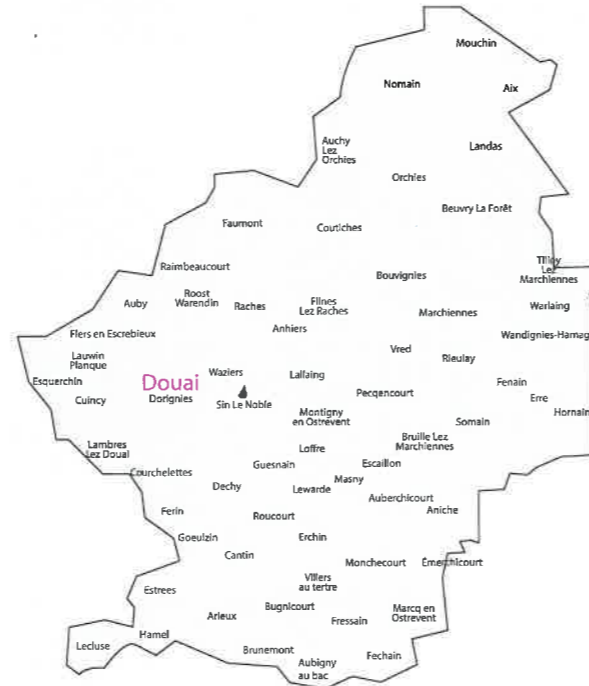 Mouchin
Nomain
Aix
Auchy
Lez
Orchies
Landas
Orchies
Beuvry La Forêt
Faumont
Coutiches
Raimbeaucourt
Bouvignies
Tilloy
Lez
Marchiennes
Auby
Roost
Warendin
Raches
Flines
Lez Raches
Marchiennes
Warlaing
Anhiers
Flers en Escrebieux
Wandignies-Hamag
Lauwin
Planque
Vred
Rieulay
Esquerchin
Douai
Waziers
Lallaing
Fenain
Cuincy
Dorignies
Sin Le Noble
Pecqencourt
Erre
Hornain
Montigny
en Ostrevent
Somain
Lambres
Lez Douai
Loffre
Bruille Lez
Marchiennes
Courchelettes
Guesnain
Escaillon
Dechy
Lewarde
Masny
Auberchicourt
Aniche
Ferin
Roucourt
Goeulzin
Erchin
Cantin
Monchecourt
Émerchicourt
Estrees
Villers
au tertre
Arleux
Bugnicourt
Fressain
Marcq en
Ostrevent
Lecluse
Hamel
Brunemont
Aubigny
au bac
Fechain